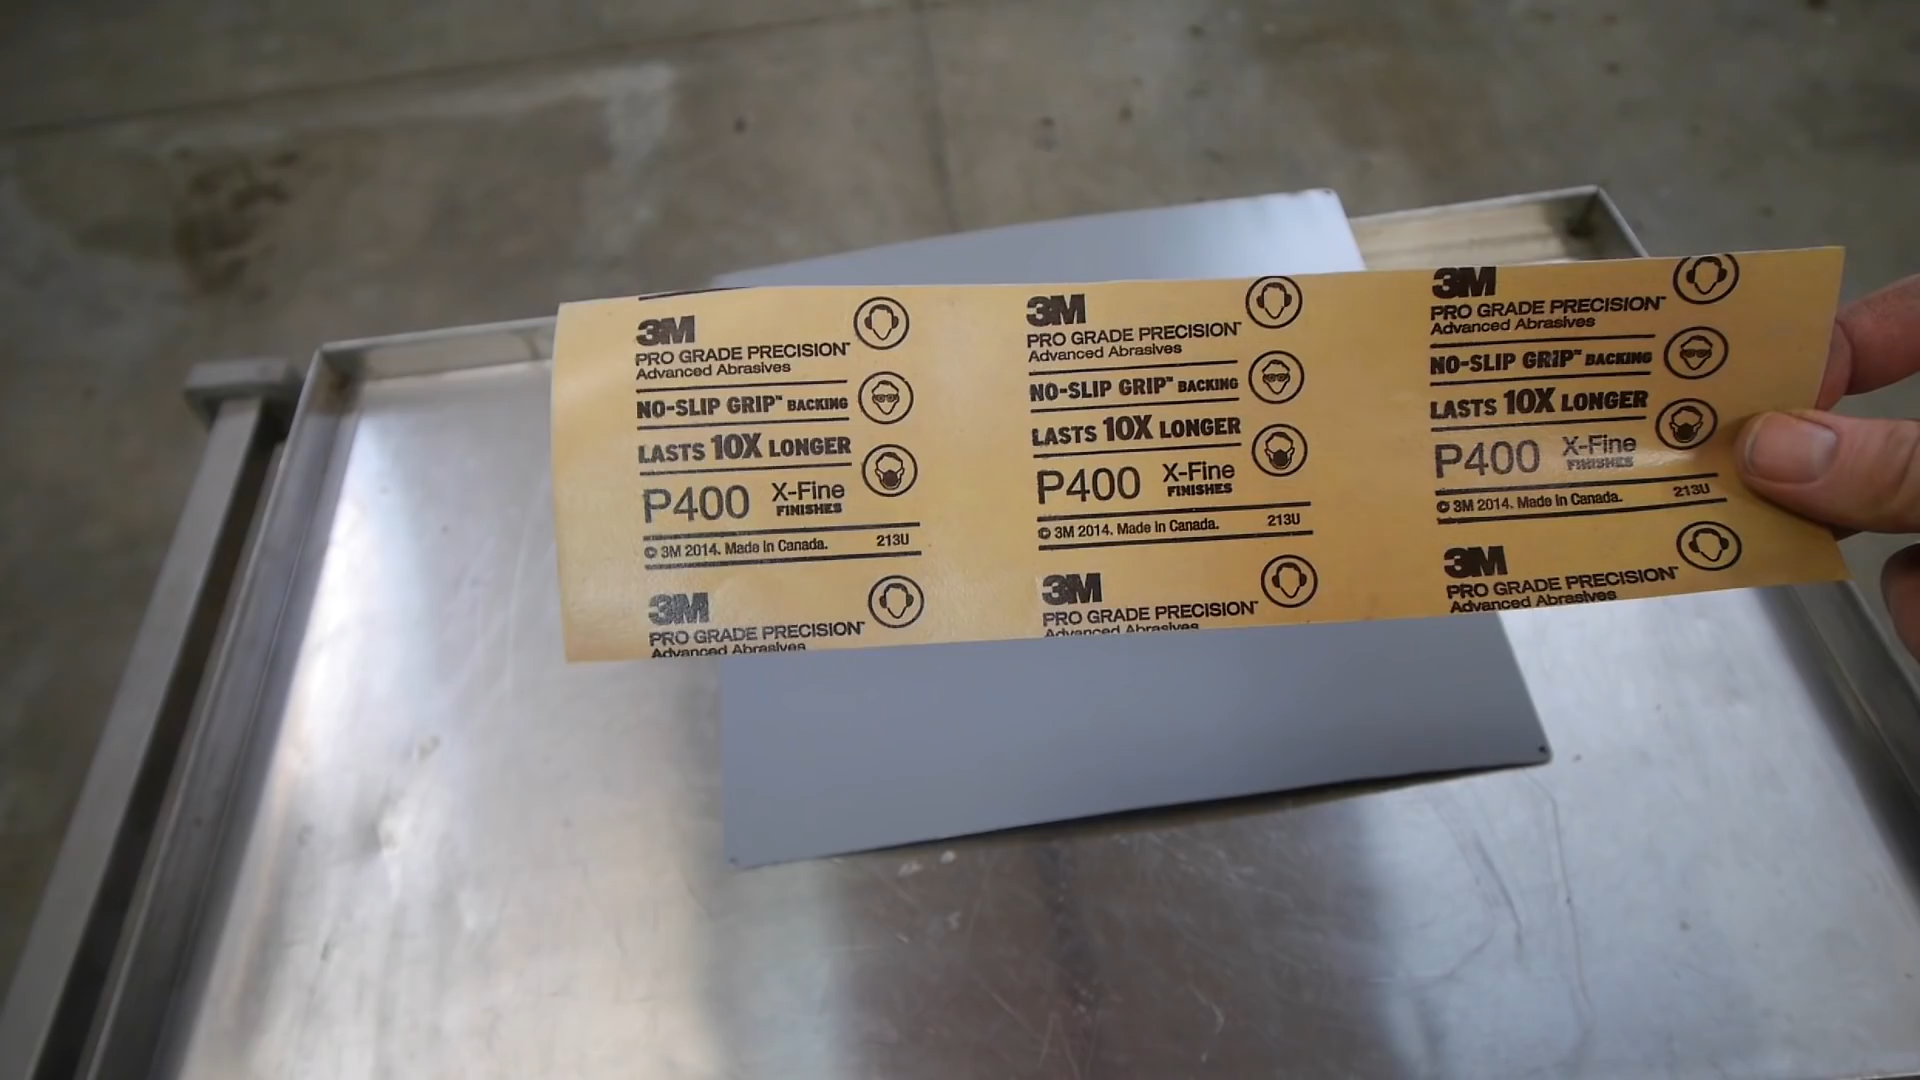 3M
PRO GRADE PRECISION™
Advanced Abrasives
NO-SLIP GRIP™ BACKING
LASTS 10X LONGER
P400 X-Fine
FINISHES
© 3M 2014. Made in Canada. 213U
3M
PRO GRADE PRECISION™
Advanced Abrasives
3M
PRO GRADE PRECISION™
Advanced Abrasives
NO-SLIP GRIP™ BACKING
LASTS 10X LONGER
P400 X-Fine
FINISHES
© 3M 2014. Made in Canada. 213U
3M
PRO GRADE PRECISION™
Advanced Abrasives
3M
PRO GRADE PRECISION™
Advanced Abrasives
NO-SLIP GRIP™ BACKING
LASTS 10X LONGER
P400 X-Fine
FINISHES
© 3M 2014. Made in Canada. 213U
3M
PRO GRADE PRECISION™
Advanced Abrasives